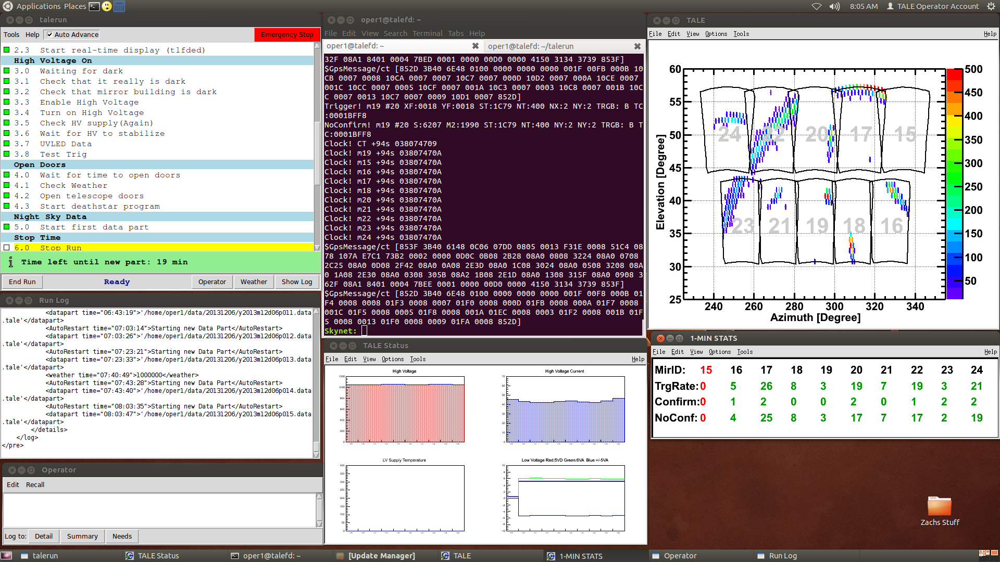 Applications Places
8:05 AM
TALE Operator Account
talerun
Tools Help Auto Advance
Emergency Stop
2.3 Start real-time display (tlfded)
High Voltage On
3.0 Waiting for dark
3.1 Check that it really is dark
3.2 Check that mirror building is dark
3.3 Enable High Voltage
3.4 Turn on High Voltage
3.5 Check HV supply(Again)
3.6 Wait for HV to stabilize
3.7 UVLED Data
3.8 Test Trig
Open Doors
4.0 Wait for time to open doors
4.1 Check Weather
4.2 Open telescope doors
4.3 Start deathstar program
Night Sky Data
5.0 Start first data part
Stop Time
6.0 Stop Run
Time left until new part: 19 min
End Run
Ready
Operator
Weather
Show Log
Run Log
<datapart time="06:43:19">'/home/oper1/data/20131206/y2013m12d06p011.data
.tale'</datapart>
<AutoRestart time="07:03:14">Starting new Data Part</AutoRestart>
<datapart time="07:03:26">'/home/oper1/data/20131206/y2013m12d06p012.data
.tale'</datapart>
<AutoRestart time="07:23:21">Starting new Data Part</AutoRestart>
<datapart time="07:23:33">'/home/oper1/data/20131206/y2013m12d06p013.data
.tale'</datapart>
<weather time="07:40:49">1000000</weather>
<AutoRestart time="07:43:28">Starting new Data Part</AutoRestart>
<datapart time="07:43:40">'/home/oper1/data/20131206/y2013m12d06p014.data
.tale'</datapart>
<AutoRestart time="08:03:35">Starting new Data Part</AutoRestart>
<datapart time="08:03:47">'/home/oper1/data/20131206/y2013m12d06p015.data
.tale'</datapart>
</details>
</log>
</pre>
Operator
Edit Recall
Log to: Detail Summary Needs
oper1@talefd: ~
File Edit View Search Terminal Tabs Help
oper1@talefd: ~
oper1@talefd: ~/talerun
32F 08A1 8401 0004 7BED 0001 0000 00D0 0000 4150 3134 3739 853F]
$GpsMessage/ct [852D 3B40 6E48 0100 0000 0000 0000 001F 00FB 000B 10
CB 0007 0008 10CA 0007 0007 10C7 0007 000D 10D2 0007 000A 10CE 0007
001C 10CC 0007 0005 10CF 0007 001A 10C3 0007 0003 10C8 0007 001B 10C
C 0007 0013 10C7 0007 0009 10D1 0007 852D]
Trigger! m19 #20 XF:0018 YF:0018 ST:1C79 NT:400 NX:2 NY:2 TRGB: B TC
:0001BFF8
NoConfirm! m19 #20 S:6207 M2:1990 ST:1C79 NT:400 NY:2 NY:2 TRGB: B T
C:0001BFF8
Clock! CT +94s 038074709
Clock! m19 +94s 03807470A
Clock! m15 +94s 03807470A
Clock! m16 +94s 03807470A
Clock! m17 +94s 03807470A
Clock! m18 +94s 03807470A
Clock! m20 +94s 03807470A
Clock! m21 +94s 03807470A
Clock! m22 +94s 03807470A
Clock! m23 +94s 03807470A
Clock! m24 +94s 03807470A
$GpsMessage/ct [853F 3B40 6148 0C06 07DD 0805 0013 F31E 0008 51C4 08
78 107A E7C1 73B2 0002 0000 0D0C 0B08 2B28 08A0 0808 3224 08A0 0708
2C25 08A0 0D08 2F42 08A0 0A08 2E3D 08A0 1C08 3024 08A0 0508 3208 08A
0 1A08 2E30 08A0 0308 305B 08A2 1B08 2E1D 08A0 1308 315F 08A0 0908 3
62F 08A1 8401 0004 7BEE 0001 0000 00D0 0000 4150 3134 3739 853F]
$GpsMessage/ct [852D 3B40 6E48 0100 0000 0000 0000 001F 00F8 000B 01
F4 0008 0008 01F3 0008 0007 01F0 0008 000D 01FB 0008 000A 01F7 0008
001C 01F5 0008 0005 01F8 0008 001A 01EC 0008 0003 01F2 0008 001B 01F
5 0008 0013 01F0 0008 0009 01FA 0008 852D]
Skynet:
TALE Status
File Edit View Options Tools Help
High Voltage
High Voltage Current
LV Supply Temperature
Low Voltage Red:5VD Green:6VA Blue:+/-5VA
TALE
File Edit View Options Tools Help
60
55
50
45
40
35
30
25
Elevation [Degree]
240 260 280 300 320 340
Azimuth [Degree]
24 22 20 17 15
23 21 19 18 16
500
450
400
350
300
250
200
150
100
50
1-MIN STATS
File Edit View Options Tools Help
MirID: 15 16 17 18 19 20 21 22 23 24
TrgRate: 0 5 26 8 3 19 7 19 3 21
Confirm: 0 1 2 0 0 2 0 1 2 2
NoConf: 0 4 25 8 3 17 7 17 2 19
Zachs Stuff
talerun
TALE Status
oper1@talefd: ~
[Update Manager]
TALE
1-MIN STATS
Operator
Run Log